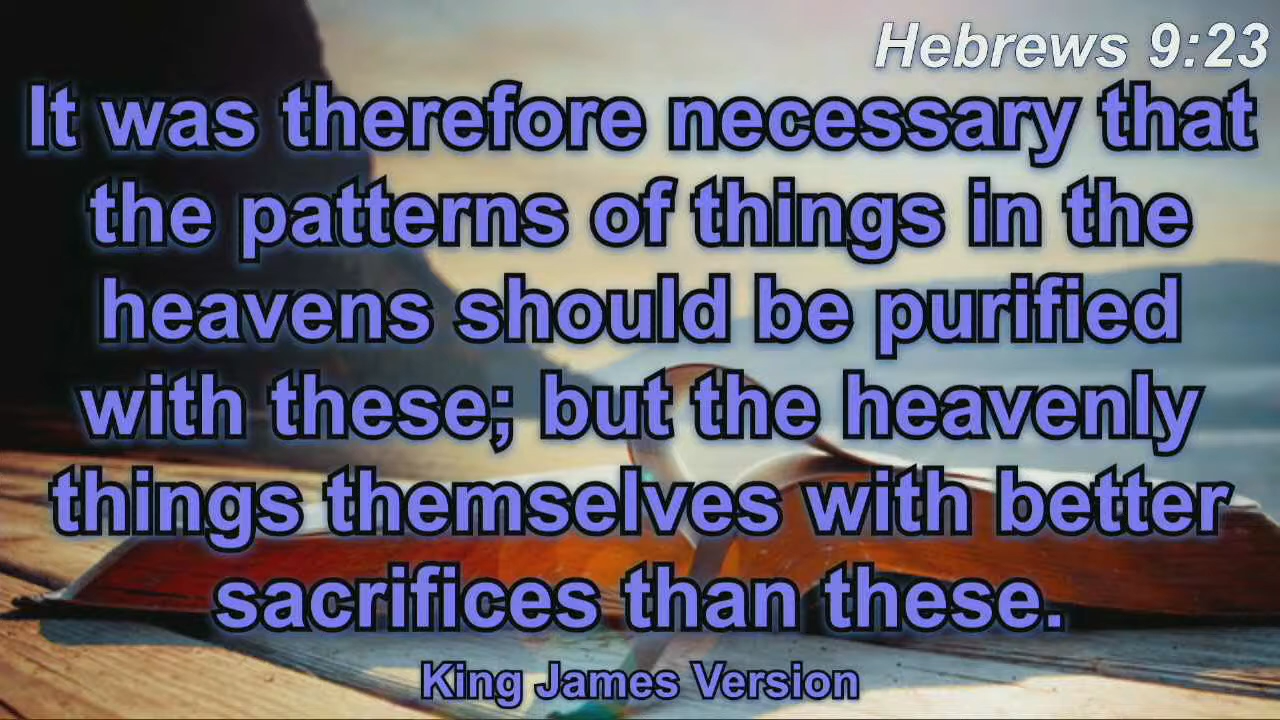 Hebrews 9:23
It was therefore necessary that
the patterns of things in the
heavens should be purified
with these; but the heavenly
things themselves with better
sacrifices than these.
King James Version